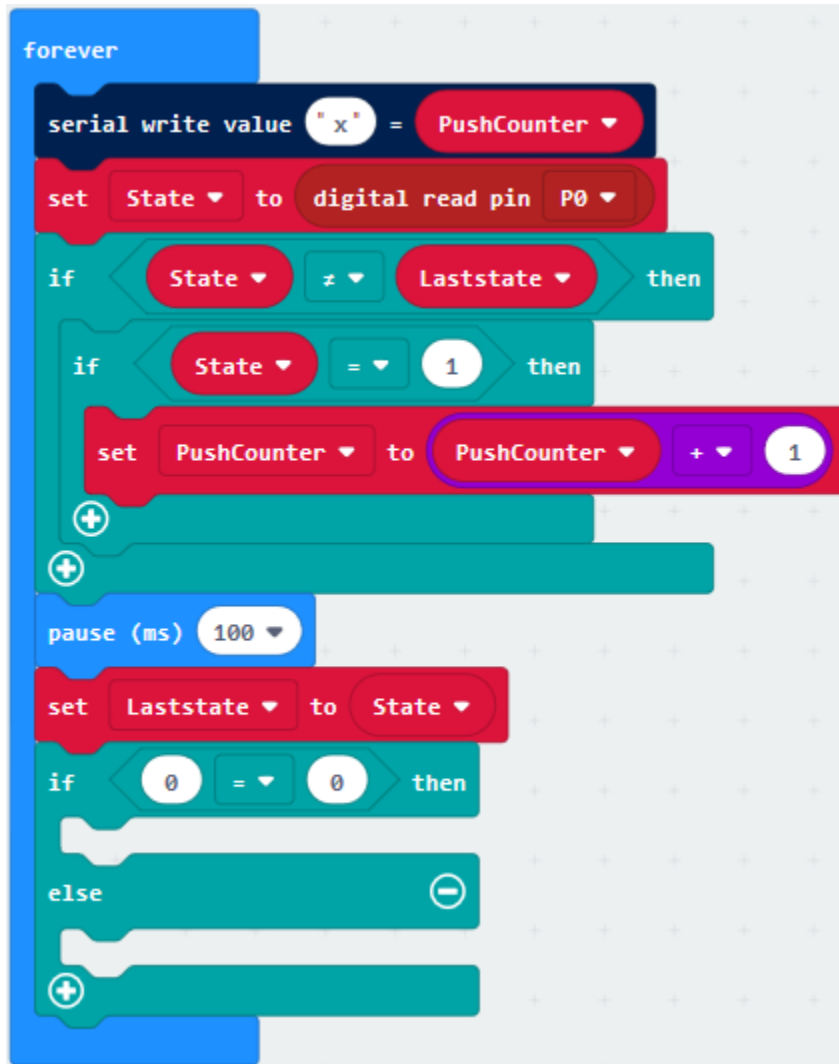 forever
serial write value "x" = PushCounter
set State to digital read pin P0
if State ≠ Laststate then
if State = 1 then
set PushCounter to PushCounter + 1
pause (ms) 100
set Laststate to State
if 0 = 0 then
else